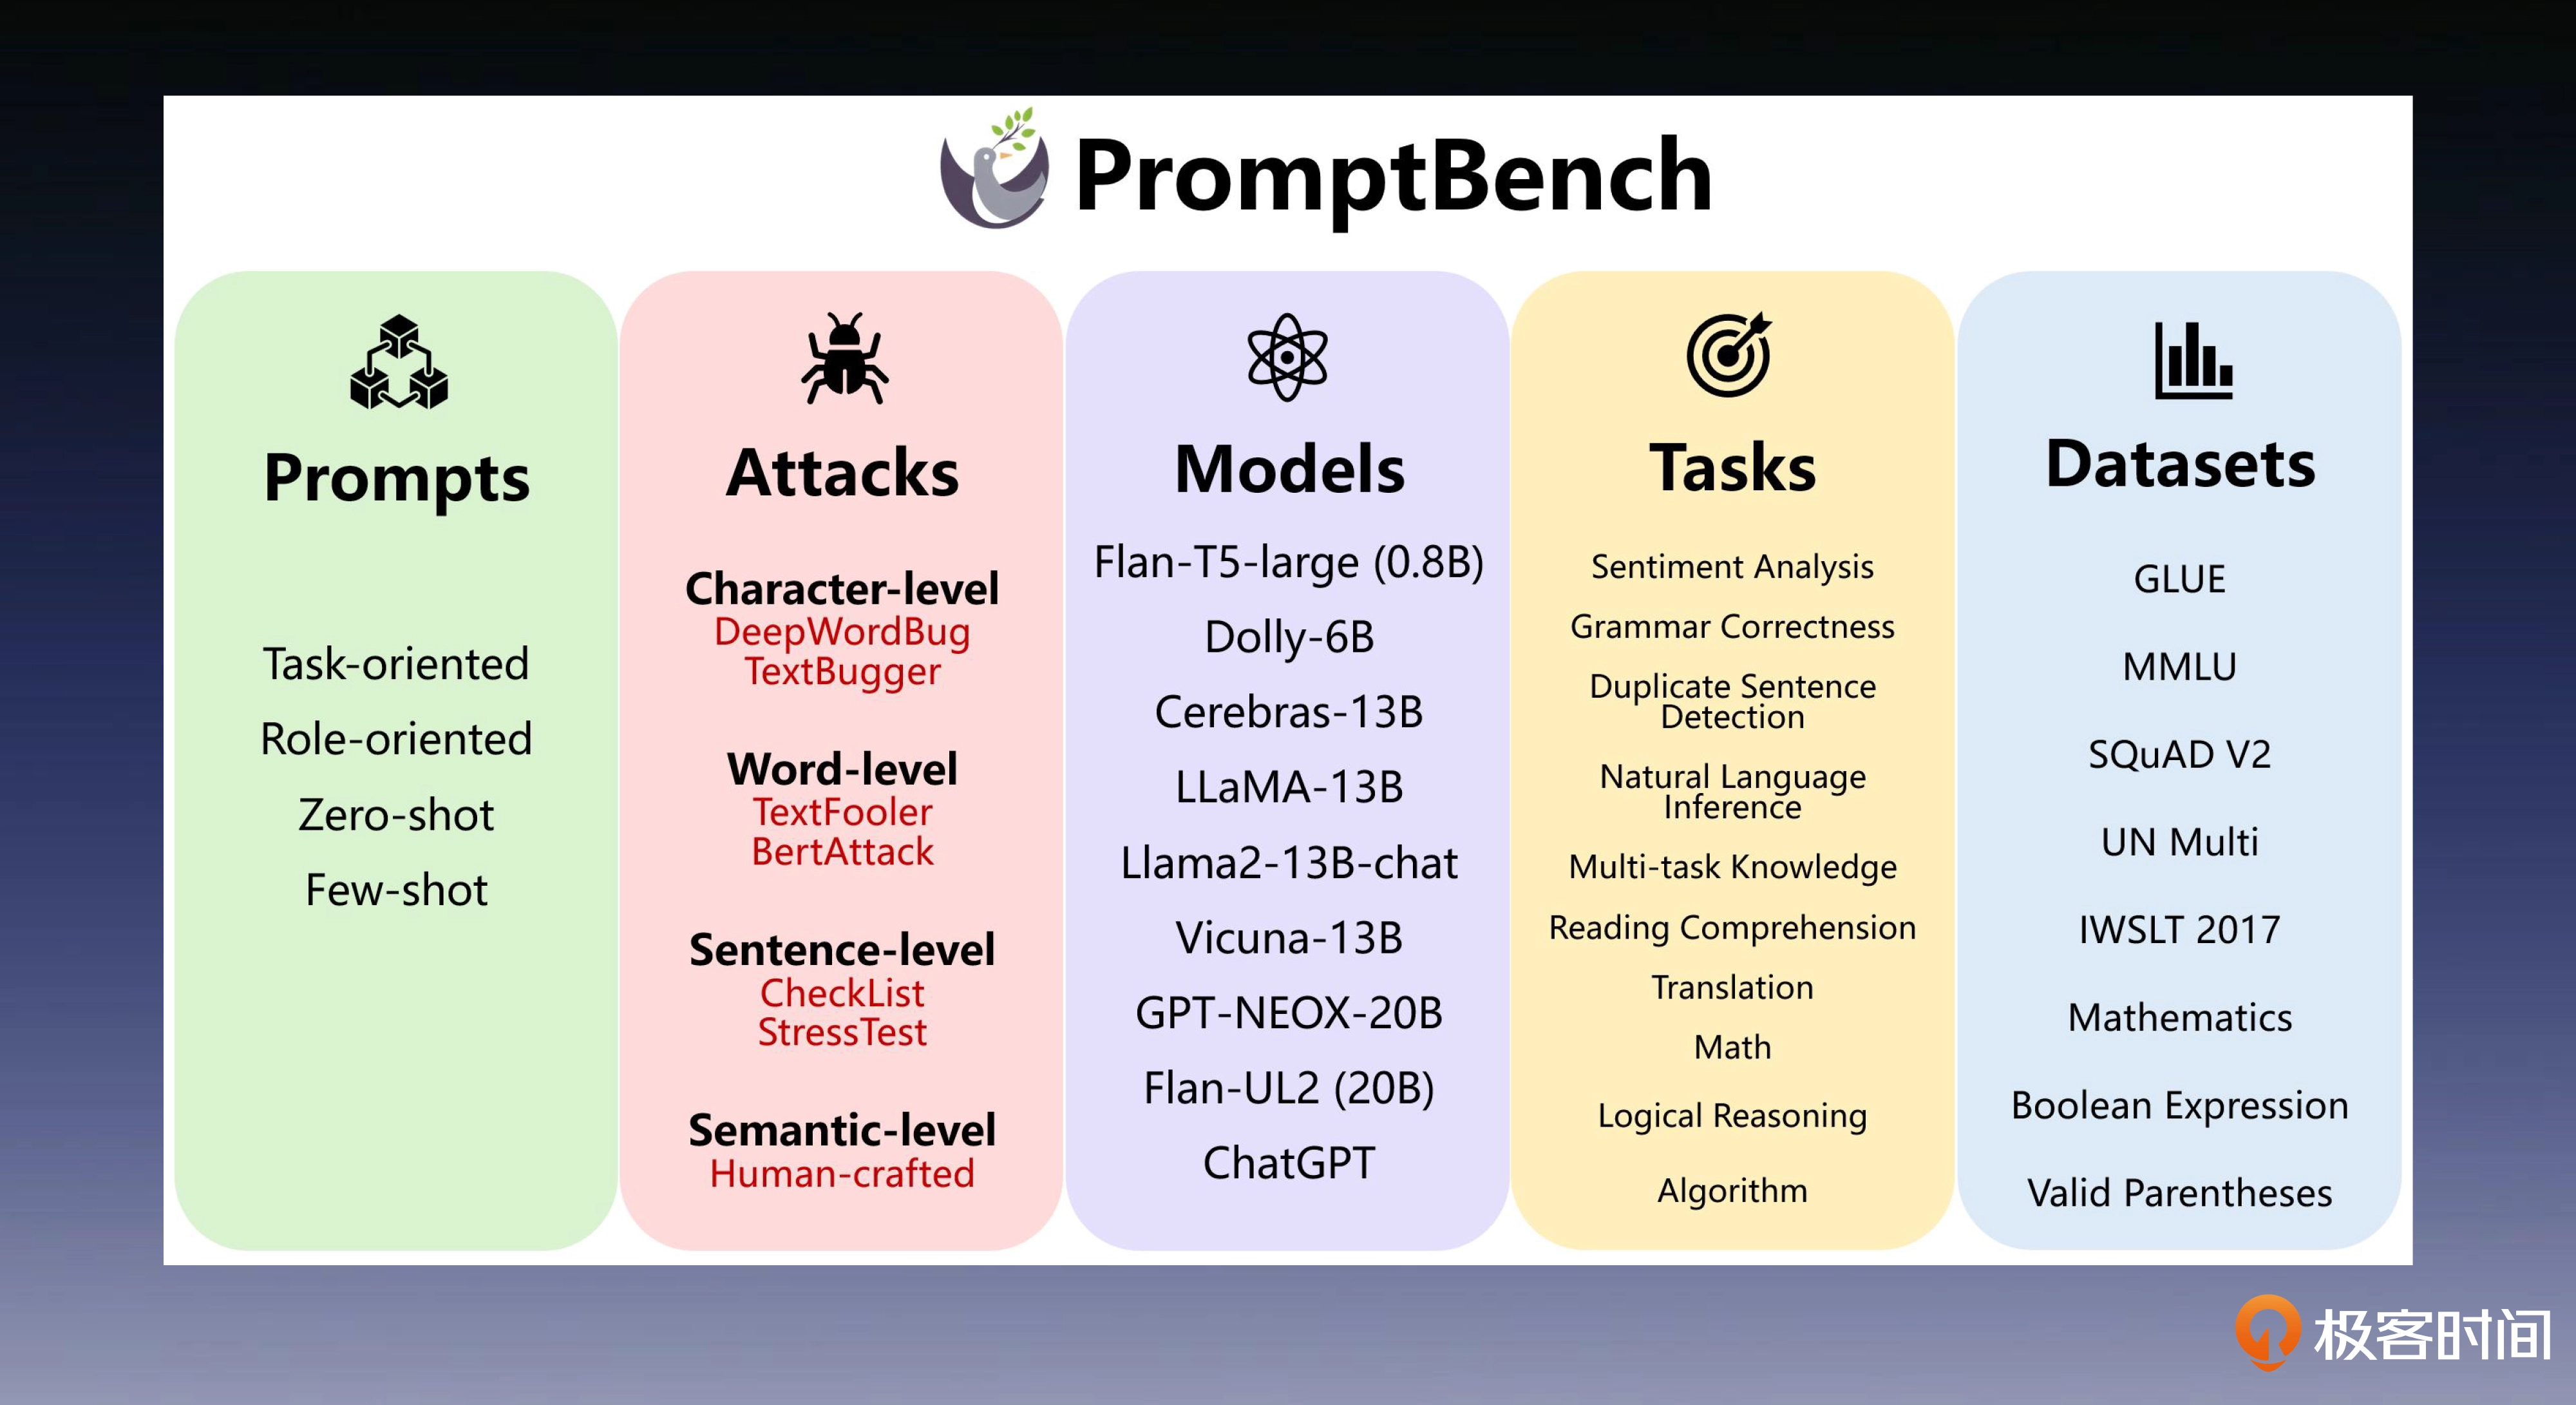 PromptBench
Prompts
Task-oriented
Role-oriented
Zero-shot
Few-shot
Attacks
Character-level
DeepWordBug
TextBugger
Word-level
TextFooler
BertAttack
Sentence-level
CheckList
StressTest
Semantic-level
Human-crafted
Models
Flan-T5-large (0.8B)
Dolly-6B
Cerebras-13B
LLaMA-13B
Llama2-13B-chat
Vicuna-13B
GPT-NEOX-20B
Flan-UL2 (20B)
ChatGPT
Tasks
Sentiment Analysis
Grammar Correctness
Duplicate Sentence
Detection
Natural Language
Inference
Multi-task Knowledge
Reading Comprehension
Translation
Math
Logical Reasoning
Algorithm
Datasets
GLUE
MMLU
SQuAD V2
UN Multi
IWSLT 2017
Mathematics
Boolean Expression
Valid Parentheses
极客时间